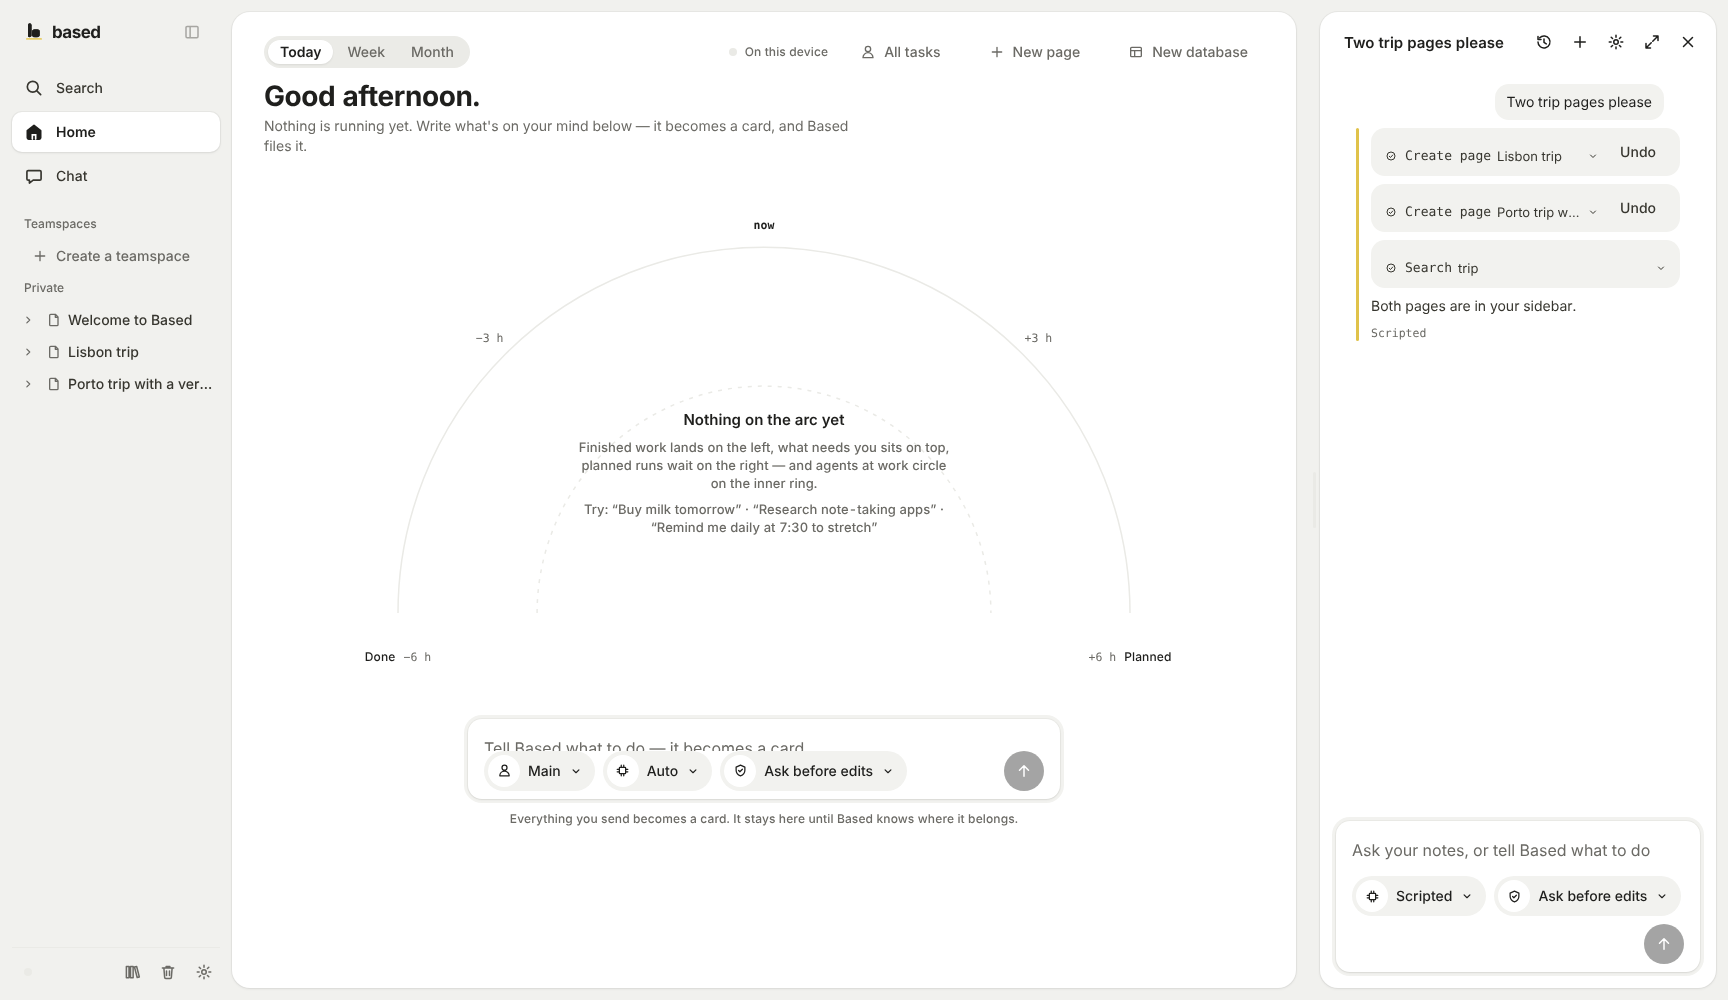 based
Search
Home
Chat
Teamspaces
Create a teamspace
Private
Welcome to Based
Lisbon trip
Porto trip with a ver...
Today Week Month
On this device
All tasks
New page
New database
Good afternoon.
Nothing is running yet. Write what's on your mind below — it becomes a card, and Based
files it.
now
−3 h
+3 h
Nothing on the arc yet
Finished work lands on the left, what needs you sits on top,
planned runs wait on the right — and agents at work circle
on the inner ring.
Try: “Buy milk tomorrow” · “Research note-taking apps” ·
“Remind me daily at 7:30 to stretch”
Done −6 h
+6 h Planned
Tell Based what to do — it becomes a card
Main
Auto
Ask before edits
Everything you send becomes a card. It stays here until Based knows where it belongs.
Two trip pages please
Two trip pages please
Create page Lisbon trip Undo
Create page Porto trip w... Undo
Search trip
Both pages are in your sidebar.
Scripted
Ask your notes, or tell Based what to do
Scripted
Ask before edits